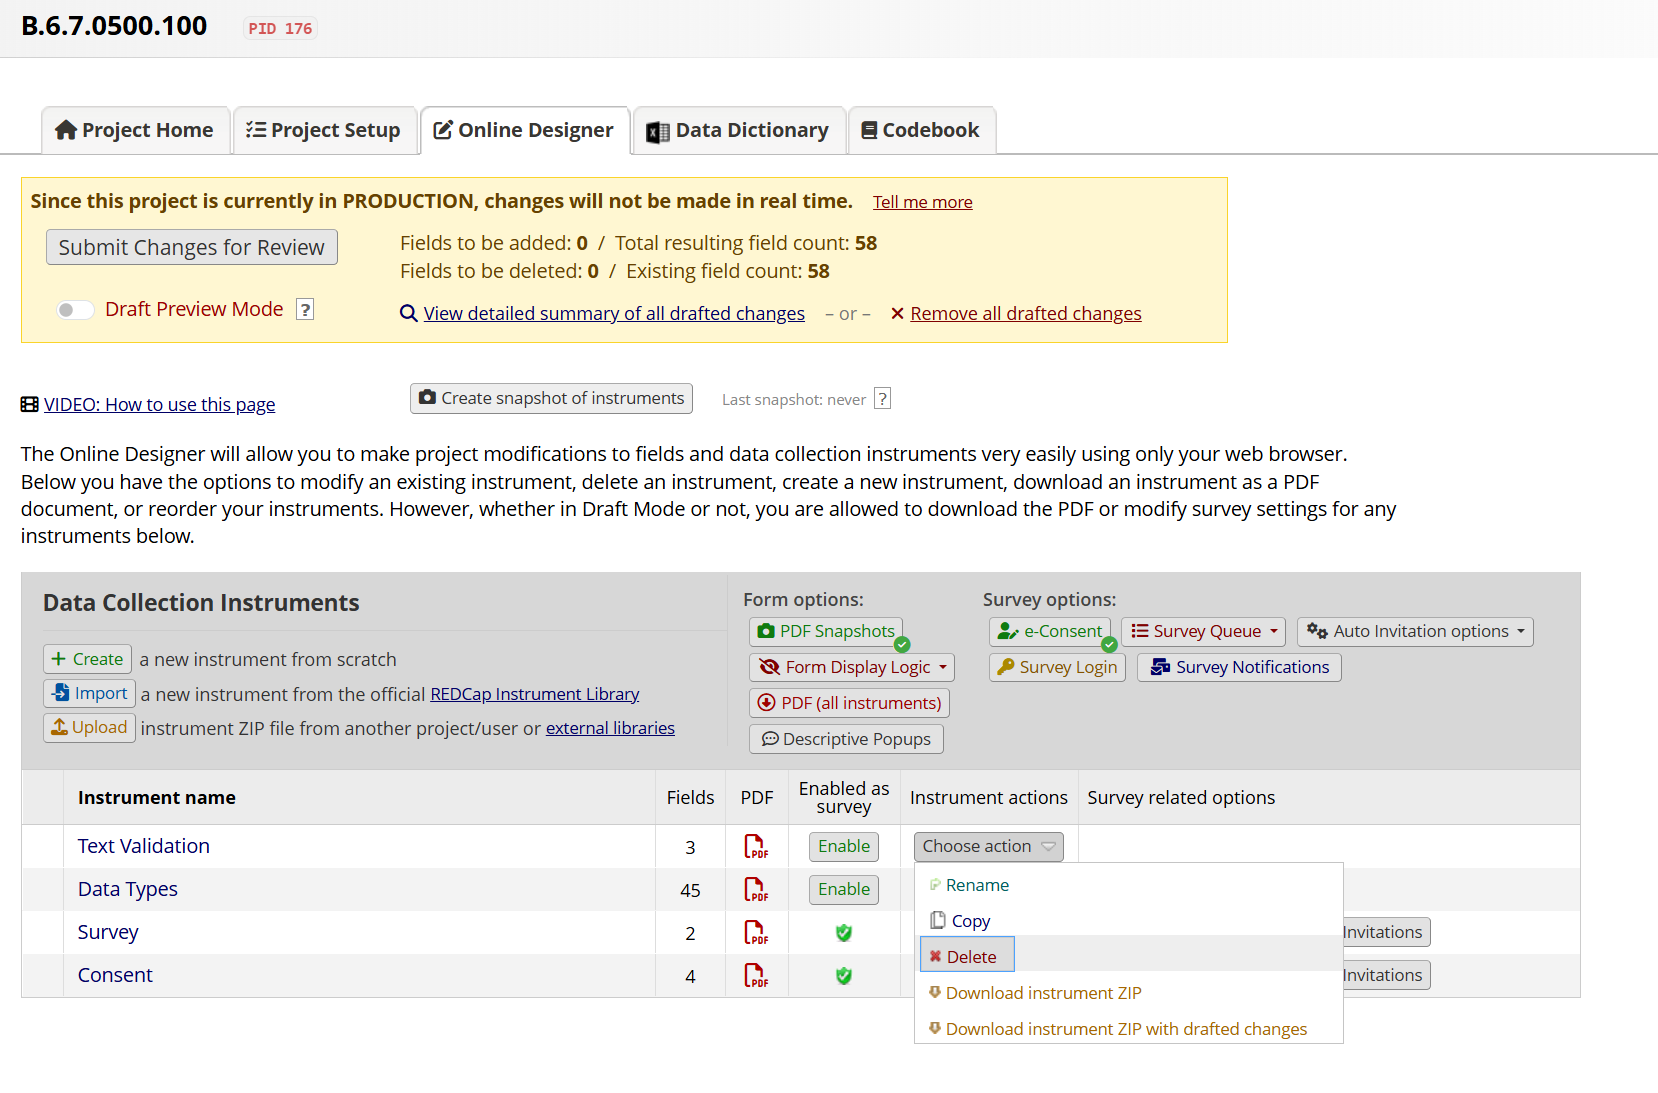 B.6.7.0500.100 PID 176
Project Home Project Setup Online Designer Data Dictionary Codebook
Since this project is currently in PRODUCTION, changes will not be made in real time. Tell me more
Submit Changes for Review
Fields to be added: 0 / Total resulting field count: 58
Fields to be deleted: 0 / Existing field count: 58
Draft Preview Mode ?
View detailed summary of all drafted changes – or – Remove all drafted changes
VIDEO: How to use this page
Create snapshot of instruments Last snapshot: never ?
The Online Designer will allow you to make project modifications to fields and data collection instruments very easily using only your web browser.
Below you have the options to modify an existing instrument, delete an instrument, create a new instrument, download an instrument as a PDF
document, or reorder your instruments. However, whether in Draft Mode or not, you are allowed to download the PDF or modify survey settings for any
instruments below.
Data Collection Instruments
Create a new instrument from scratch
Import a new instrument from the official REDCap Instrument Library
Upload instrument ZIP file from another project/user or external libraries
Form options:
PDF Snapshots
Form Display Logic
PDF (all instruments)
Descriptive Popups
Survey options:
e-Consent Survey Queue Auto Invitation options
Survey Login Survey Notifications
Instrument name Fields PDF Enabled as survey Instrument actions Survey related options
Text Validation 3 PDF Enable Choose action
Data Types 45 PDF Enable
Survey 2 PDF Invitations
Consent 4 PDF Invitations
Rename
Copy
Delete
Download instrument ZIP
Download instrument ZIP with drafted changes